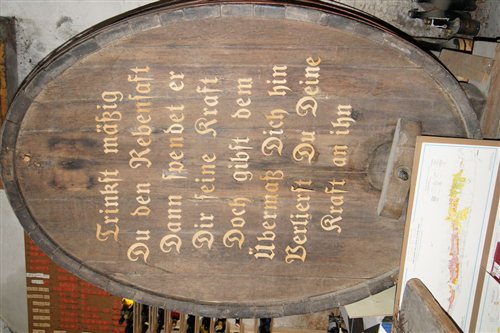 Trinkst mäßig
Du den Rebensaft
Dann spendet er
Dir seine Kraft
Doch gibst dem
Übermaß Dich hin
Verlierst Du Deine
Kraft an ihn